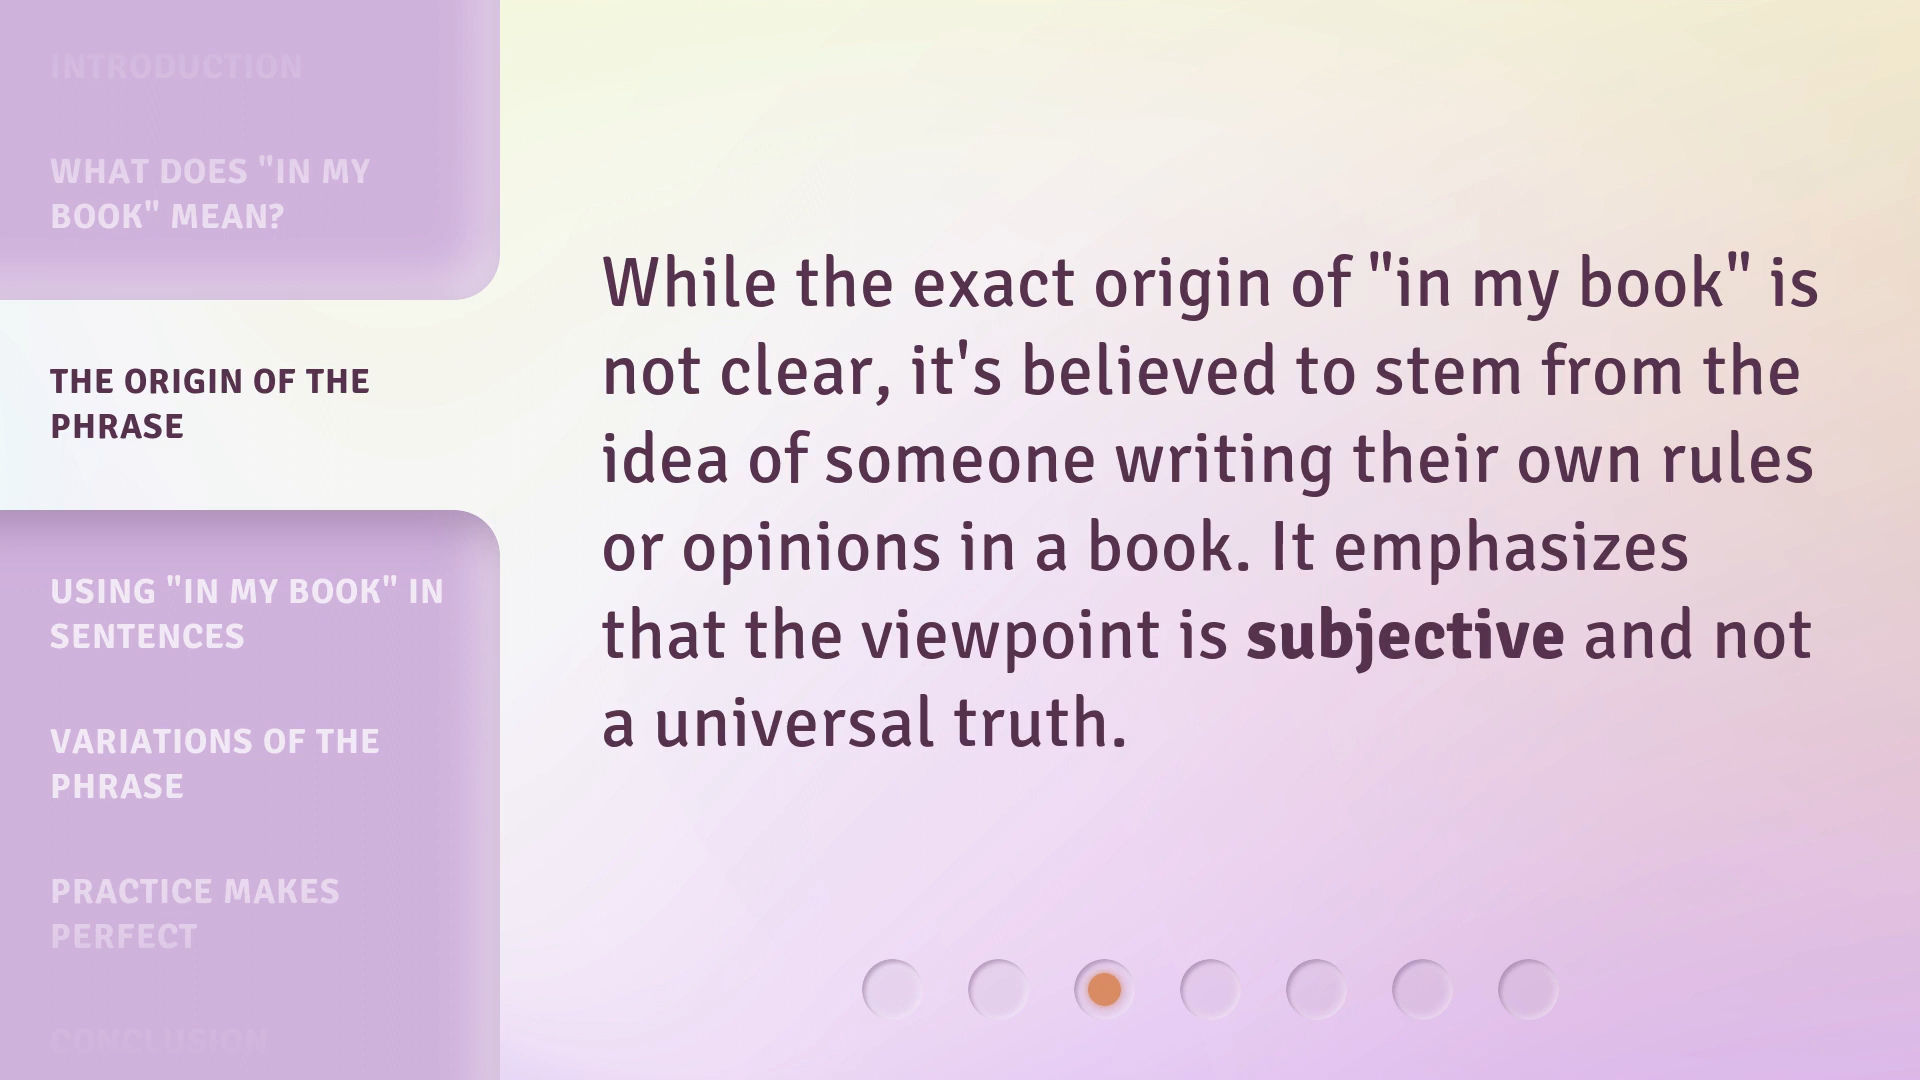 INTRODUCTION
WHAT DOES "IN MY
BOOK" MEAN?
THE ORIGIN OF THE
PHRASE
USING "IN MY BOOK" IN
SENTENCES
VARIATIONS OF THE
PHRASE
PRACTICE MAKES
PERFECT
CONCLUSION
While the exact origin of "in my book" is
not clear, it's believed to stem from the
idea of someone writing their own rules
or opinions in a book. It emphasizes
that the viewpoint is subjective and not
a universal truth.